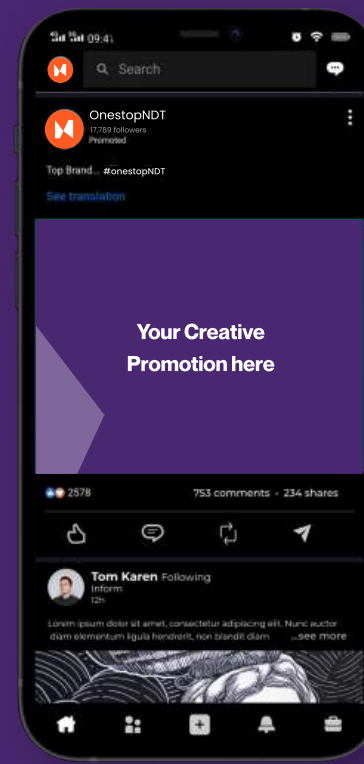 09:41
Search
OnestopNDT
17,789 followers
Promoted
Top Brand... #onestopNDT
See translation
Your Creative
Promotion here
2578 753 comments • 234 shares
Tom Karen Following
Inform
12h
Lorem ipsum dolor sit amet, consectetur adipiscing elit. Nunc auctor
diam elementum ligula hendrerit, non blandit diam ...see more